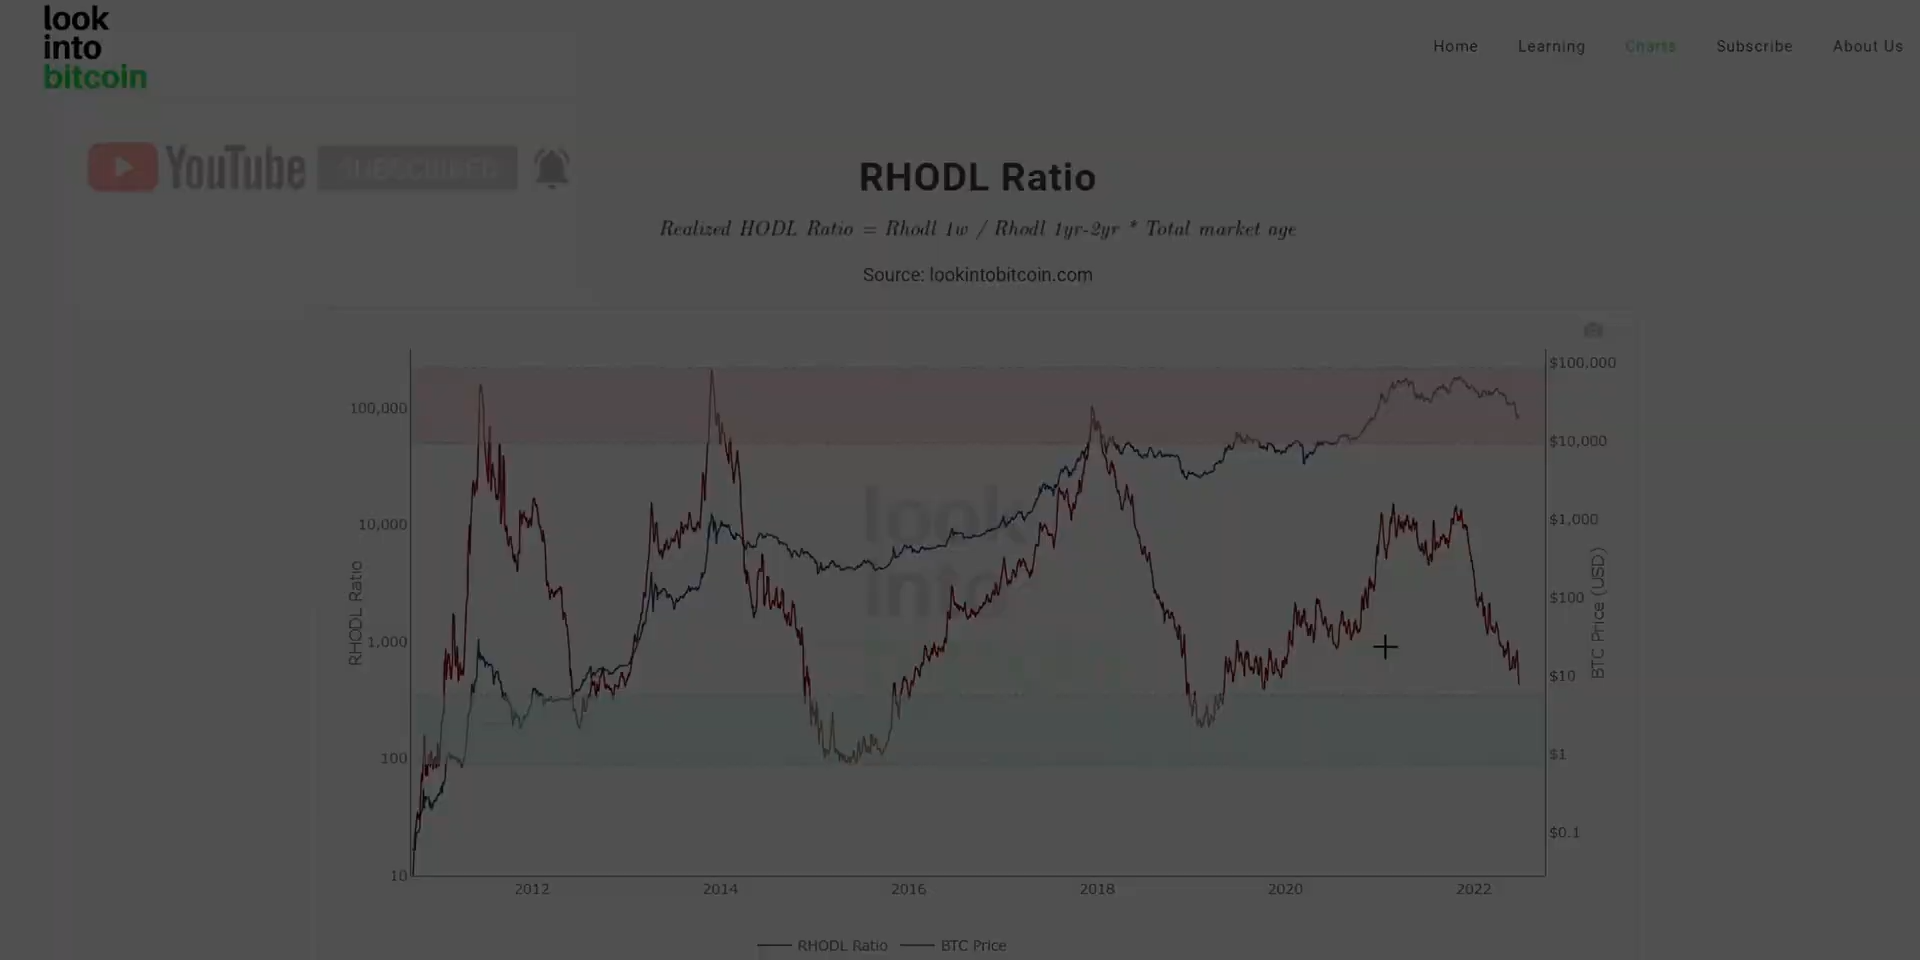 look
into
bitcoin
Home Learning Charts Subscribe About Us
YouTube SUBSCRIBED
RHODL Ratio
Realized HODL Ratio = Rhodl 1w / Rhodl 1yr-2yr * Total market age
Source: lookintobitcoin.com
100,000
10,000
1,000
100
10
RHODL Ratio
look
into
$100,000
$10,000
$1,000
$100
$10
$1
$0.1
BTC Price (USD)
2012 2014 2016 2018 2020 2022
RHODL Ratio BTC Price